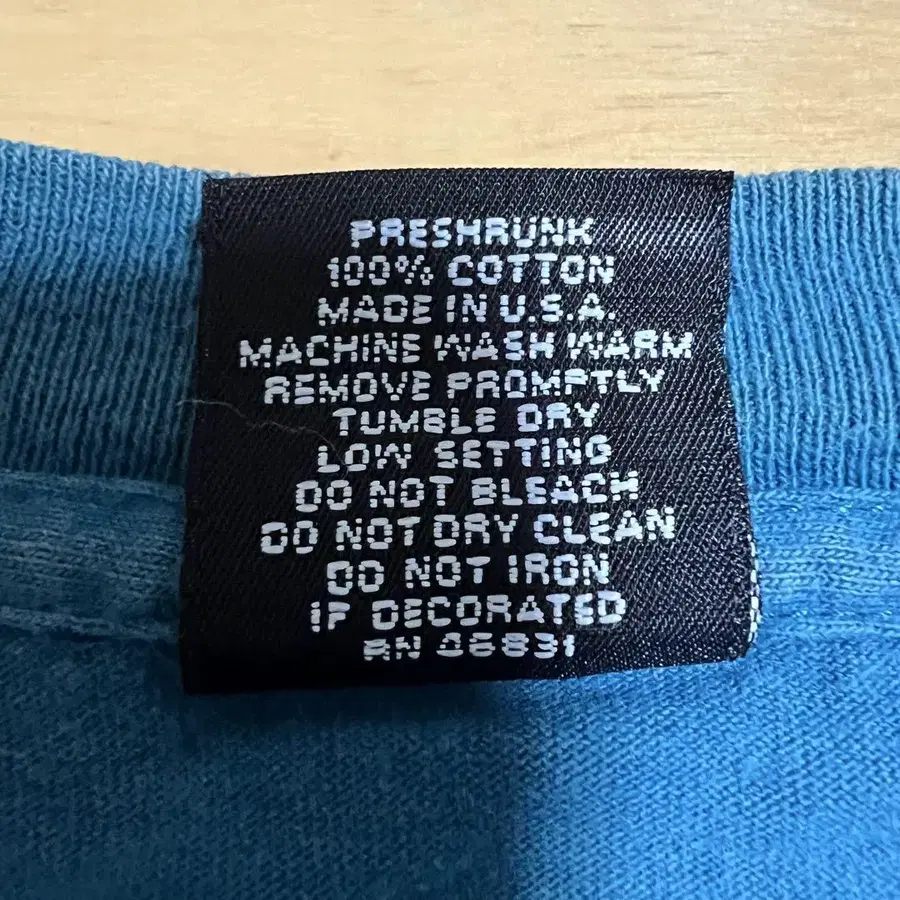 PRESHRUNK
100% COTTON
MADE IN U.S.A.
MACHINE WASH WARM
REMOVE PROMPTLY
TUMBLE DRY
LOW SETTING
DO NOT BLEACH
DO NOT DRY CLEAN
DO NOT IRON
IF DECORATED
RN 46831